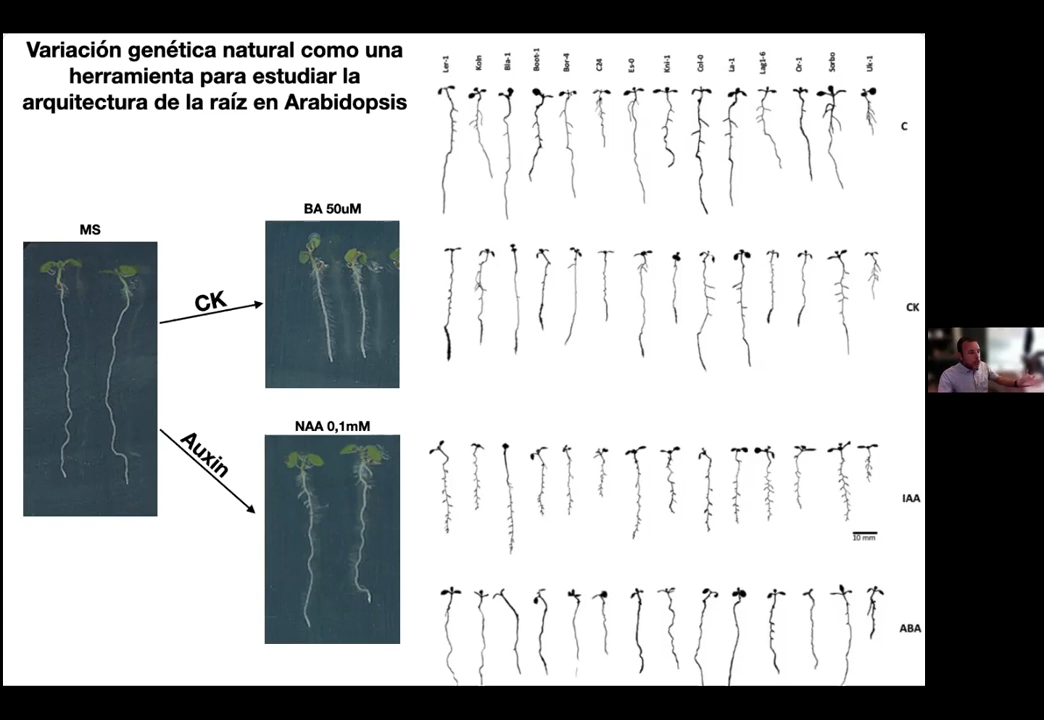 Variación genética natural como una
herramienta para estudiar la
arquitectura de la raíz en Arabidopsis
MS
CK
BA 50uM
Auxin
NAA 0,1mM
Ler-1
Koln
Bla-1
Boot-1
Bor-4
C24
Es-0
Kni-1
Col-0
La-1
Lag1-6
Or-1
Sorbo
Uk-1
C
CK
IAA
10 mm
ABA